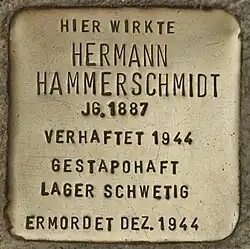 HIER WIRKTE
HERMANN
HAMMERSCHMIDT
JG. 1887
VERHAFTET 1944
GESTAPOHAFT
LAGER SCHWETIG
ERMORDET DEZ. 1944